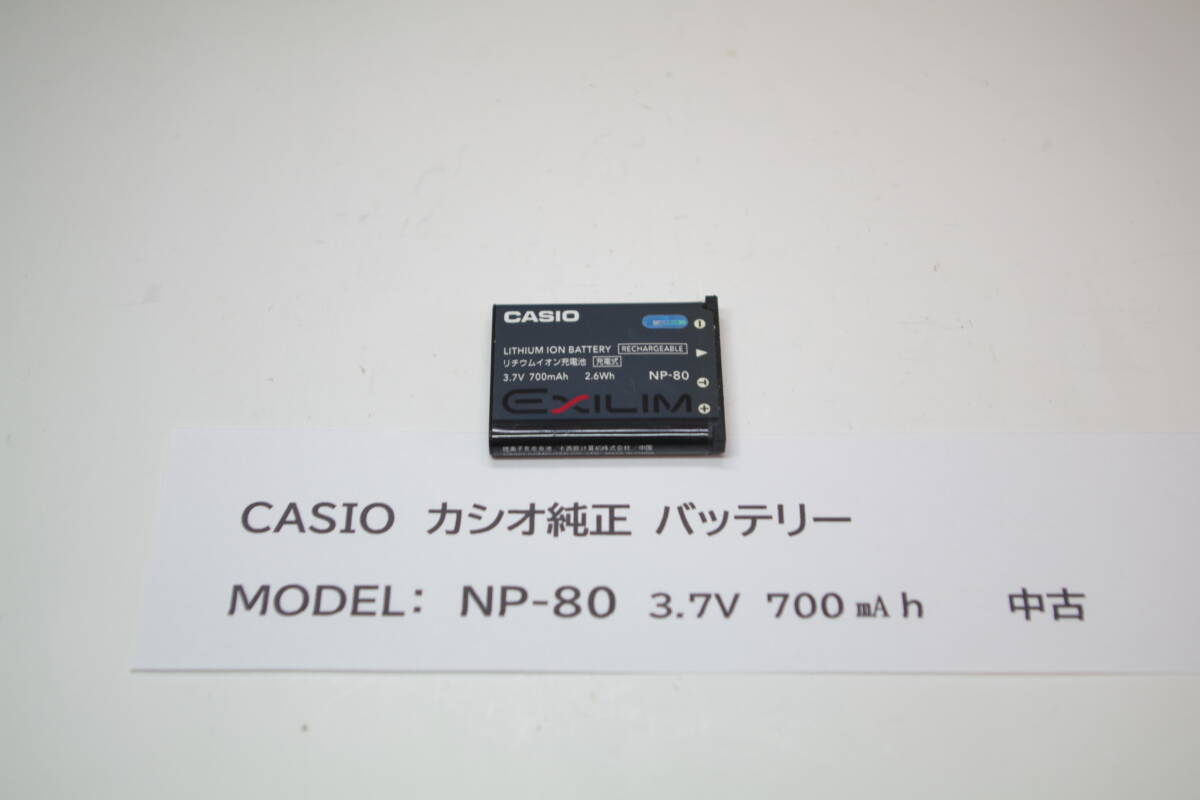 CASIO
LITHIUM ION BATTERY RECHARGEABLE
リチウムイオン充電池 充電式
3.7V 700mAh 2.6Wh NP-80
EXILIM
CASIO カシオ純正 バッテリー
MODEL: NP-80 3.7V 700㎃h 中古